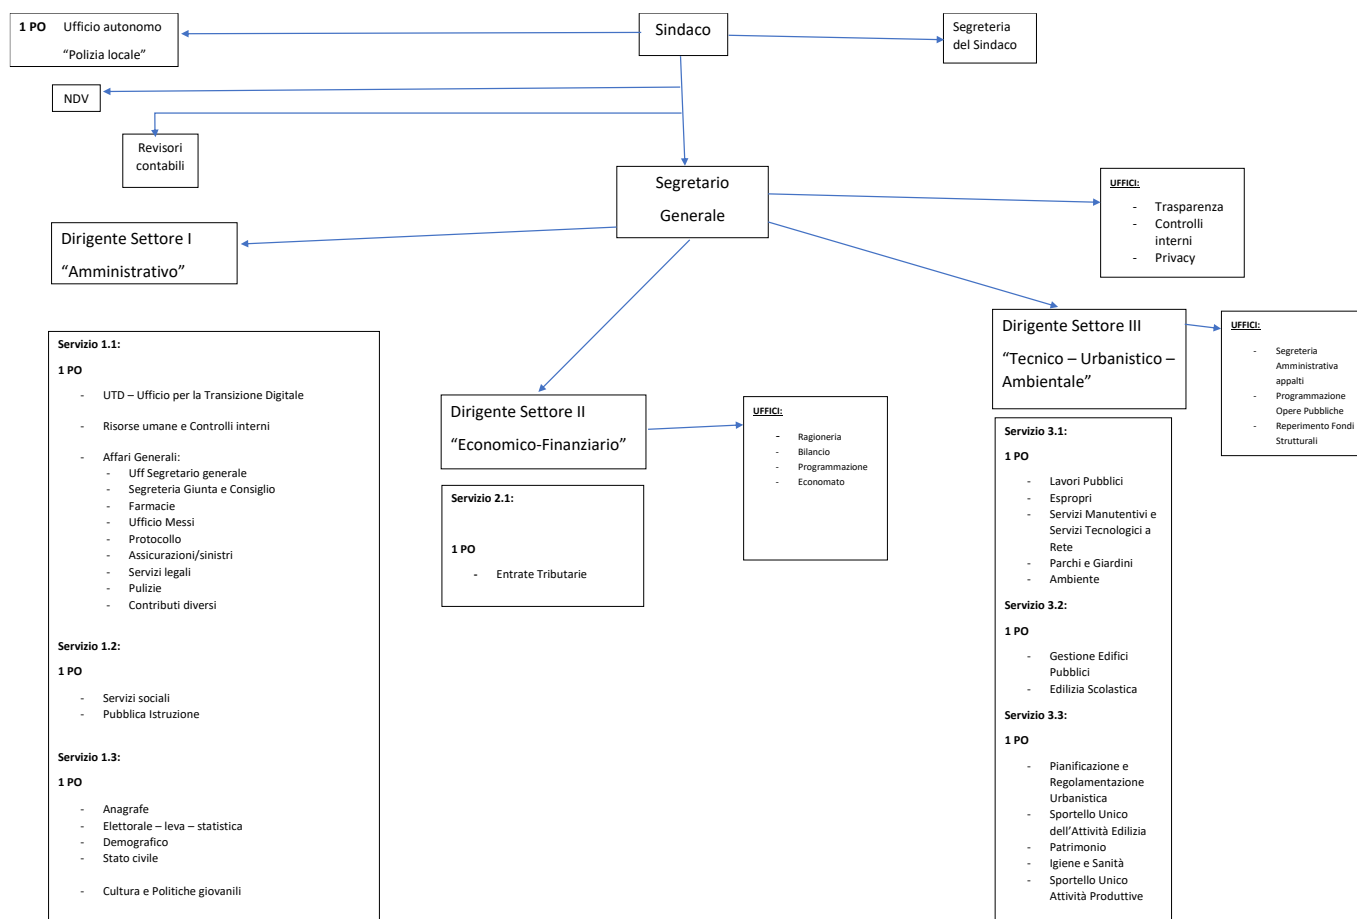 1 PO Ufficio autonomo
“Polizia locale”
Sindaco
Segreteria
del Sindaco
NDV
Revisori
contabili
Segretario
Generale
UFFICI:
- Trasparenza
- Controlli
interni
- Privacy
Dirigente Settore I
“Amministrativo”
Servizio 1.1:
1 PO
- UTD – Ufficio per la Transizione Digitale
- Risorse umane e Controlli interni
- Affari Generali:
- Uff Segretario generale
- Segreteria Giunta e Consiglio
- Farmacie
- Ufficio Messi
- Protocollo
- Assicurazioni/sinistri
- Servizi legali
- Pulizie
- Contributi diversi
Servizio 1.2:
1 PO
- Servizi sociali
- Pubblica Istruzione
Servizio 1.3:
1 PO
- Anagrafe
- Elettorale – leva – statistica
- Demografico
- Stato civile
- Cultura e Politiche giovanili
Dirigente Settore II
“Economico-Finanziario”
UFFICI:
- Ragioneria
- Bilancio
- Programmazione
- Economato
Servizio 2.1:
1 PO
- Entrate Tributarie
Dirigente Settore III
“Tecnico – Urbanistico –
Ambientale”
UFFICI:
- Segreteria
Amministrativa
appalti
- Programmazione
Opere Pubbliche
- Reperimento Fondi
Strutturali
Servizio 3.1:
1 PO
- Lavori Pubblici
- Espropri
- Servizi Manutentivi e
Servizi Tecnologici a
Rete
- Parchi e Giardini
- Ambiente
Servizio 3.2:
1 PO
- Gestione Edifici
Pubblici
- Edilizia Scolastica
Servizio 3.3:
1 PO
- Pianificazione e
Regolamentazione
Urbanistica
- Sportello Unico
dell’Attività Edilizia
- Patrimonio
- Igiene e Sanità
- Sportello Unico
Attività Produttive